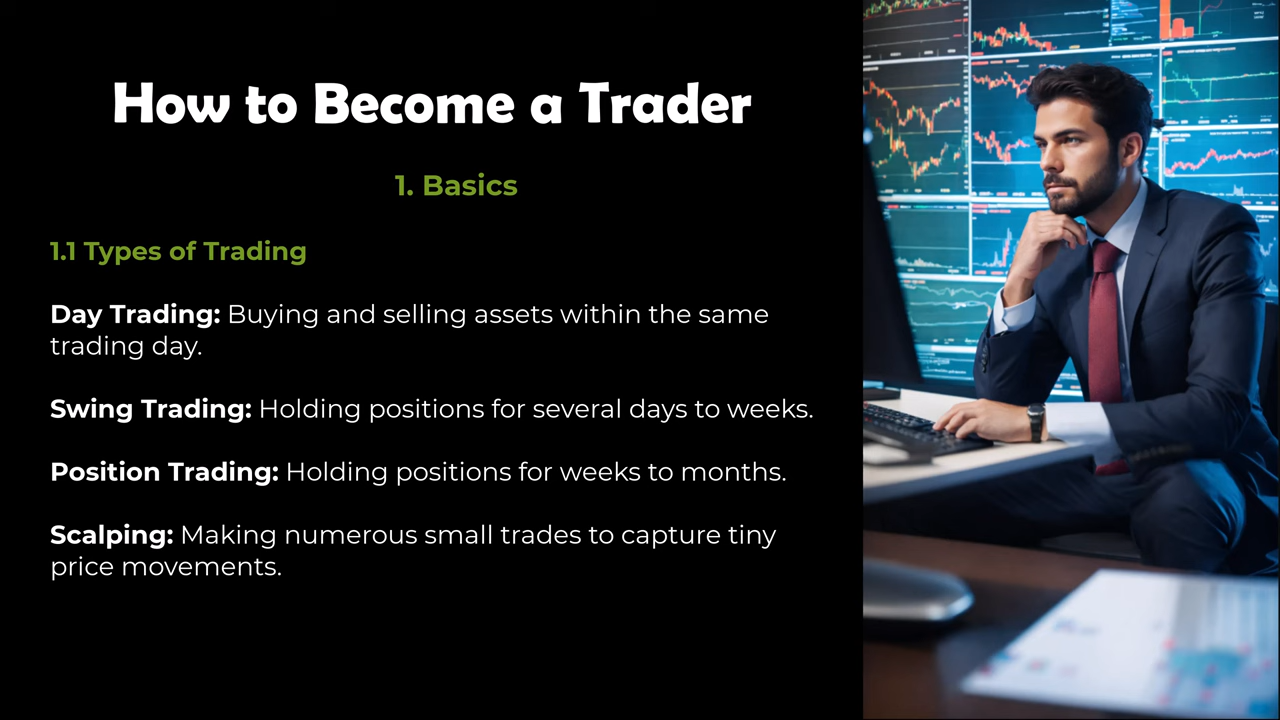 How to Become a Trader
1. Basics
1.1 Types of Trading
Day Trading: Buying and selling assets within the same
trading day.
Swing Trading: Holding positions for several days to weeks.
Position Trading: Holding positions for weeks to months.
Scalping: Making numerous small trades to capture tiny
price movements.